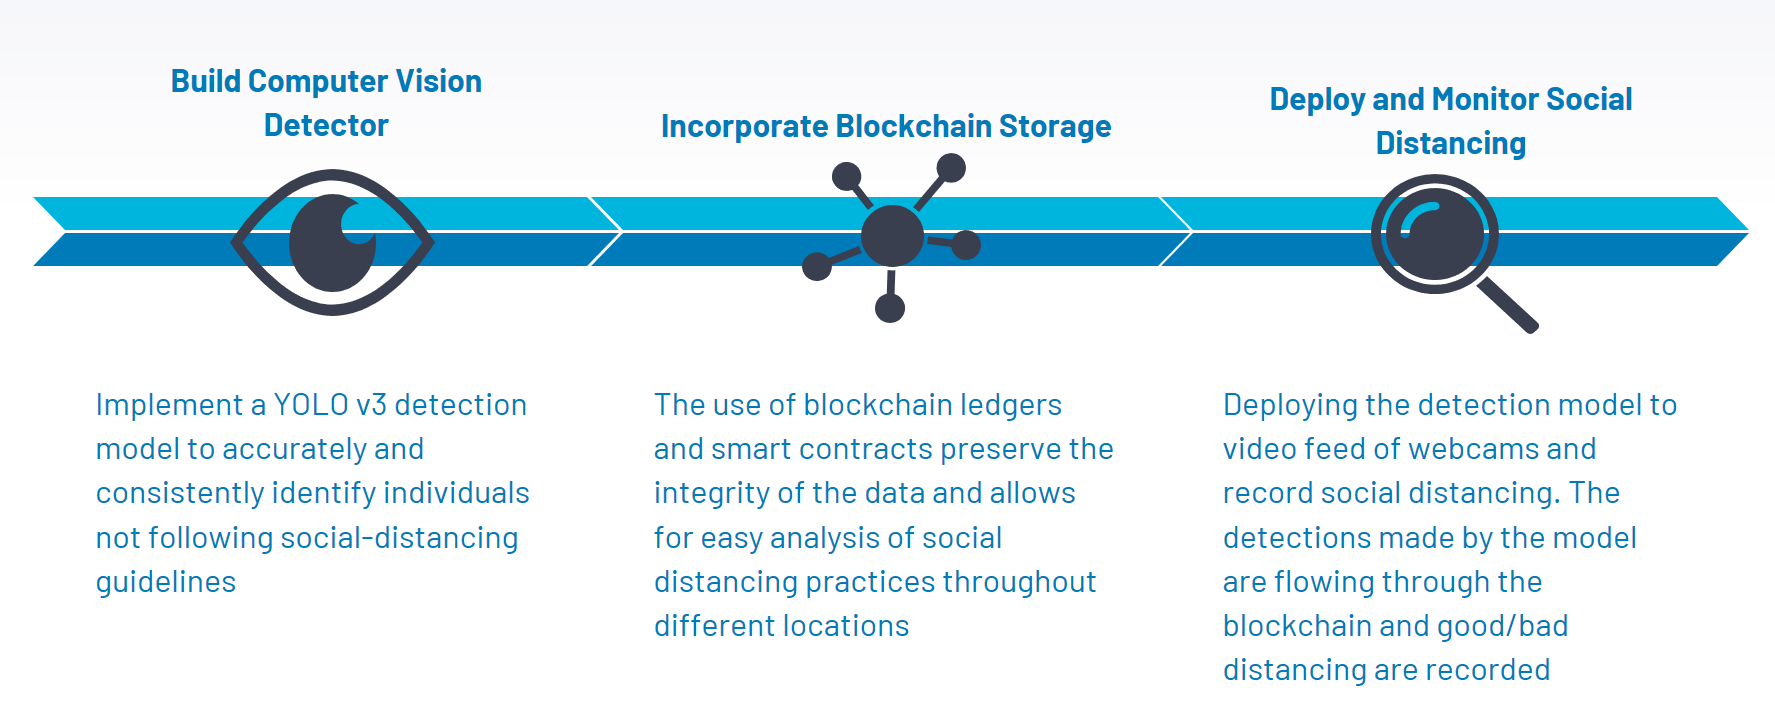 Build Computer Vision
Detector
Incorporate Blockchain Storage
Deploy and Monitor Social
Distancing
Implement a YOLO v3 detection
model to accurately and
consistently identify individuals
not following social-distancing
guidelines
The use of blockchain ledgers
and smart contracts preserve the
integrity of the data and allows
for easy analysis of social
distancing practices throughout
different locations
Deploying the detection model to
video feed of webcams and
record social distancing. The
detections made by the model
are flowing through the
blockchain and good/bad
distancing are recorded